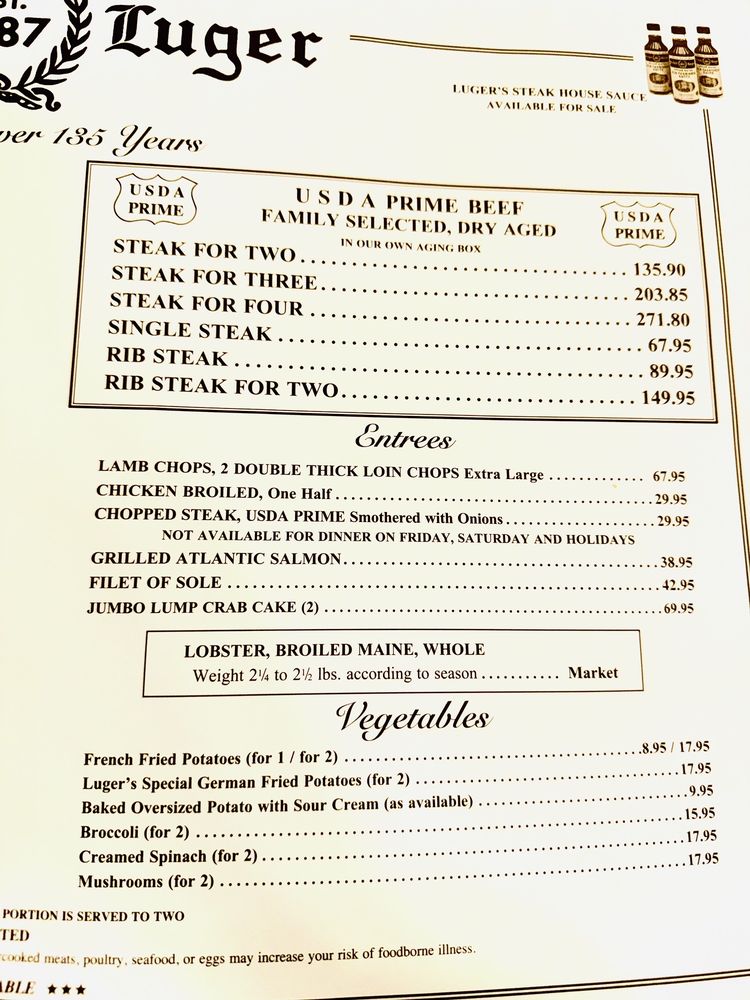 ST.
87
Luger
LUGER'S STEAK HOUSE SAUCE
AVAILABLE FOR SALE
ver 135 Years
USDA
PRIME
U S D A PRIME BEEF
FAMILY SELECTED, DRY AGED
IN OUR OWN AGING BOX
USDA
PRIME
STEAK FOR TWO.......................................135.90
STEAK FOR THREE.......................................203.85
STEAK FOR FOUR.......................................271.80
SINGLE STEAK.......................................67.95
RIB STEAK.......................................89.95
RIB STEAK FOR TWO.......................................149.95
Entrees
LAMB CHOPS, 2 DOUBLE THICK LOIN CHOPS Extra Large............. 67.95
CHICKEN BROILED, One Half.......................................29.95
CHOPPED STEAK, USDA PRIME Smothered with Onions....................29.95
NOT AVAILABLE FOR DINNER ON FRIDAY, SATURDAY AND HOLIDAYS
GRILLED ATLANTIC SALMON.......................................38.95
FILET OF SOLE.......................................42.95
JUMBO LUMP CRAB CAKE (2).......................................69.95
LOBSTER, BROILED MAINE, WHOLE
Weight 2¼ to 2½ lbs. according to season........... Market
Vegetables
French Fried Potatoes (for 1 / for 2).......................................8.95 / 17.95
Luger's Special German Fried Potatoes (for 2)..............................17.95
Baked Oversized Potato with Sour Cream (as available)....................9.95
Broccoli (for 2).......................................15.95
Creamed Spinach (for 2).......................................17.95
Mushrooms (for 2).......................................17.95
PORTION IS SERVED TO TWO
TED
cooked meats, poultry, seafood, or eggs may increase your risk of foodborne illness.
ABLE ★★★